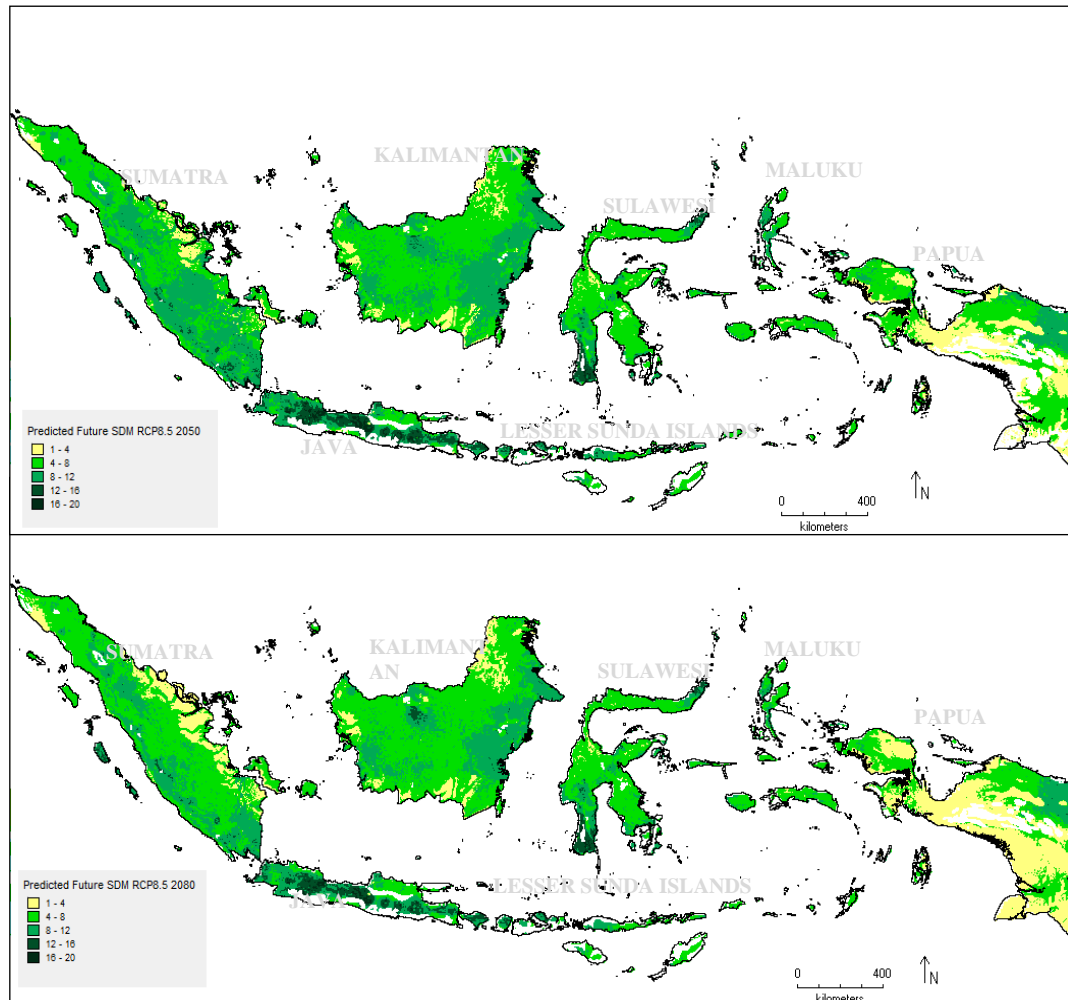 KALIMANTAN
MALUKU
SUMATRA
SULAWESI
PAPUA
LESSER SUNDA ISLANDS
JAVA
Predicted Future SDM RCP8.5 2050
1 - 4
4 - 8
8 - 12
12 - 16
16 - 20
N
0 400
kilometers
KALIMANT
AN
MALUKU
SUMATRA
SULAWESI
PAPUA
LESSER SUNDA ISLANDS
JAVA
Predicted Future SDM RCP8.5 2080
1 - 4
4 - 8
8 - 12
12 - 16
16 - 20
N
0 400
kilometers